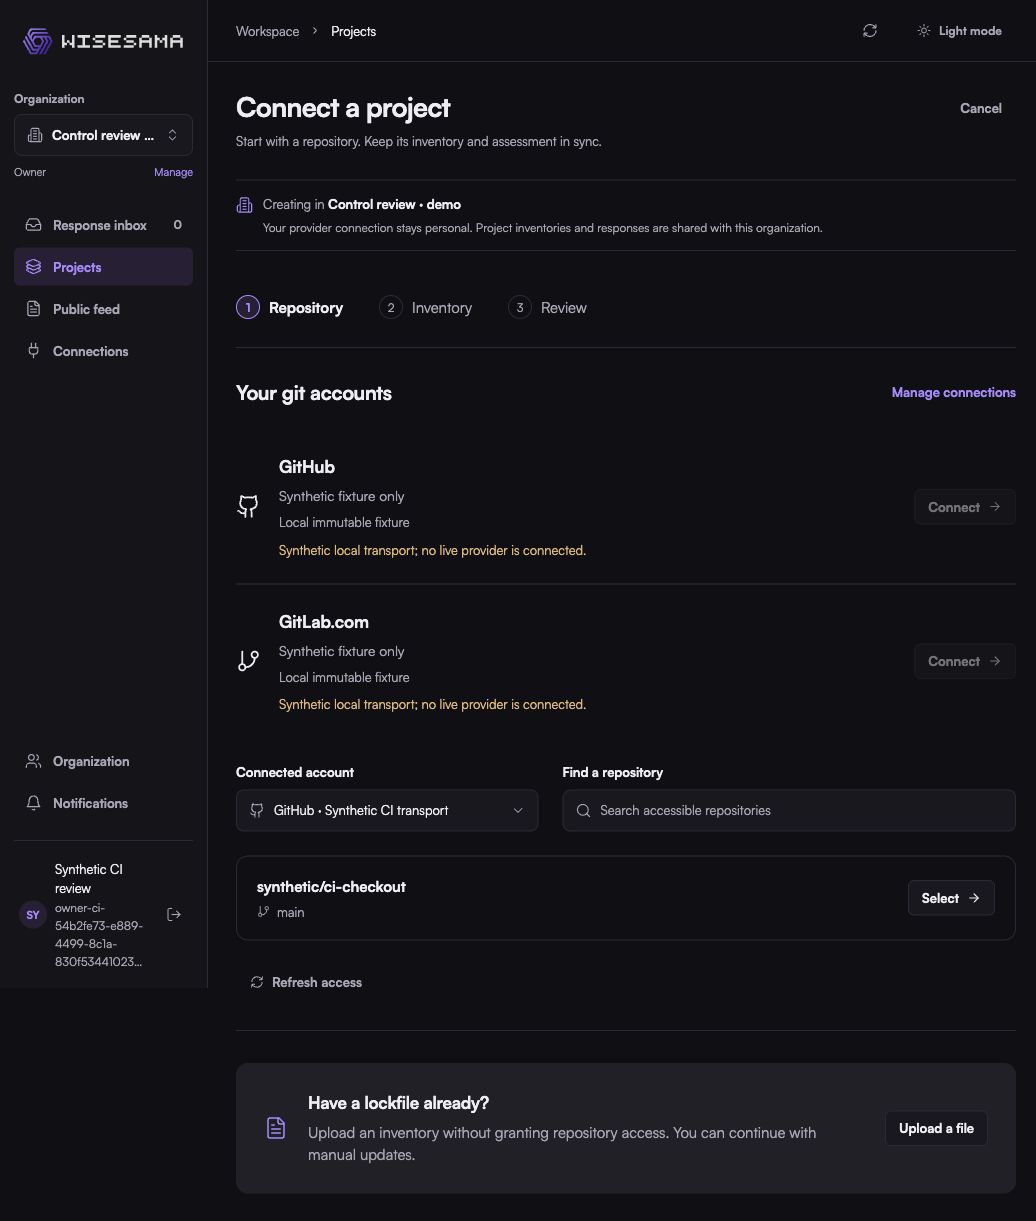 WISESAMA
Organization
Control review ...
Owner
Manage
Response inbox
0
Projects
Public feed
Connections
Organization
Notifications
Synthetic CI
review
SY
owner-ci-
54b2fe73-e889-
4499-8c1a-
830f53441023...
Workspace
Projects
Light mode
Connect a project
Cancel
Start with a repository. Keep its inventory and assessment in sync.
Creating in Control review · demo
Your provider connection stays personal. Project inventories and responses are shared with this organization.
1 Repository
2 Inventory
3 Review
Your git accounts
Manage connections
GitHub
Synthetic fixture only
Local immutable fixture
Synthetic local transport; no live provider is connected.
Connect
GitLab.com
Synthetic fixture only
Local immutable fixture
Synthetic local transport; no live provider is connected.
Connect
Connected account
GitHub · Synthetic CI transport
Find a repository
Search accessible repositories
synthetic/ci-checkout
main
Select
Refresh access
Have a lockfile already?
Upload an inventory without granting repository access. You can continue with
manual updates.
Upload a file